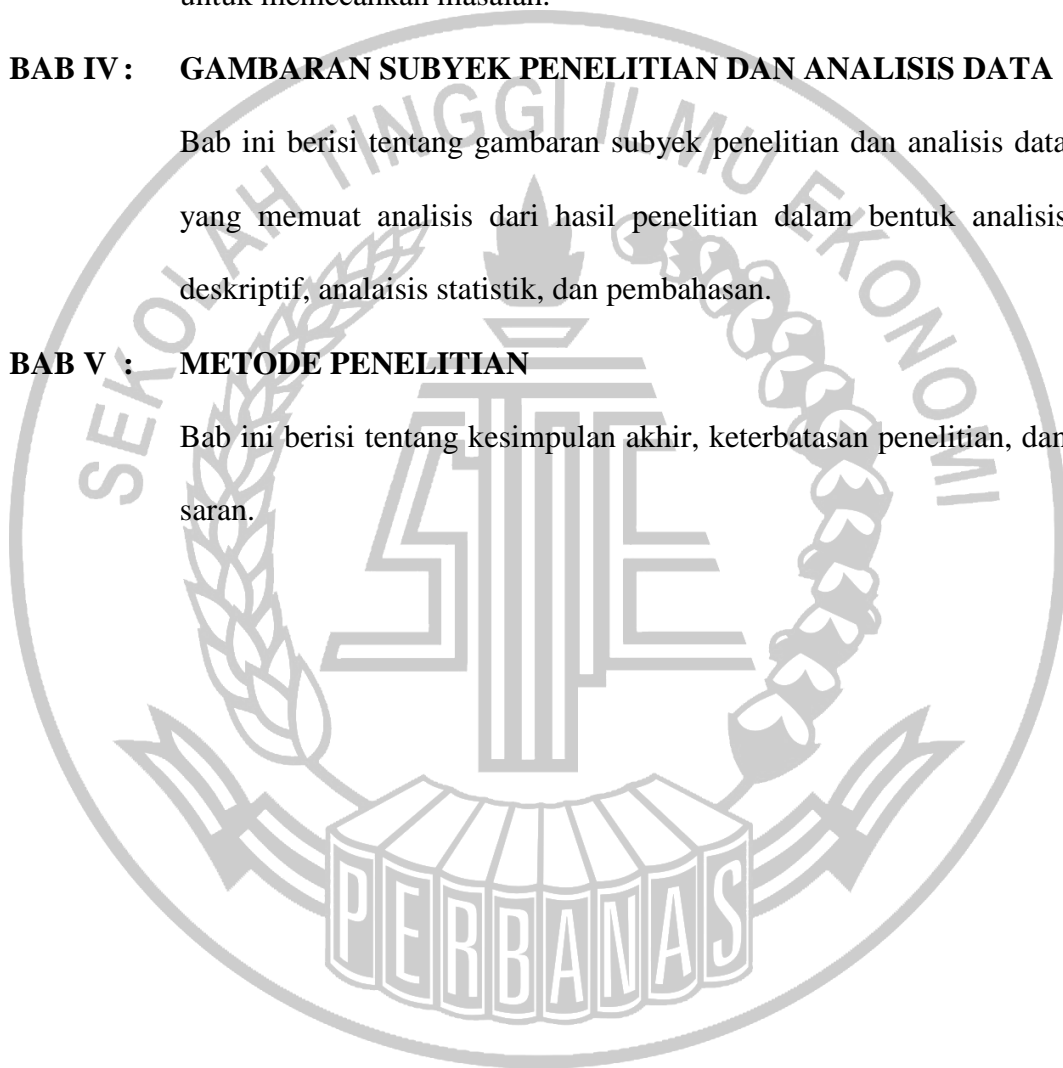 untuk memecahkan masalah.
BAB IV : GAMBARAN SUBYEK PENELITIAN DAN ANALISIS DATA
Bab ini berisi tentang gambaran subyek penelitian dan analisis data
yang memuat analisis dari hasil penelitian dalam bentuk analisis
deskriptif, analaisis statistik, dan pembahasan.
BAB V : METODE PENELITIAN
Bab ini berisi tentang kesimpulan akhir, keterbatasan penelitian, dan
saran.
SEKOLAH TINGGI ILMU EKONOMI
STIE
PERBANAS